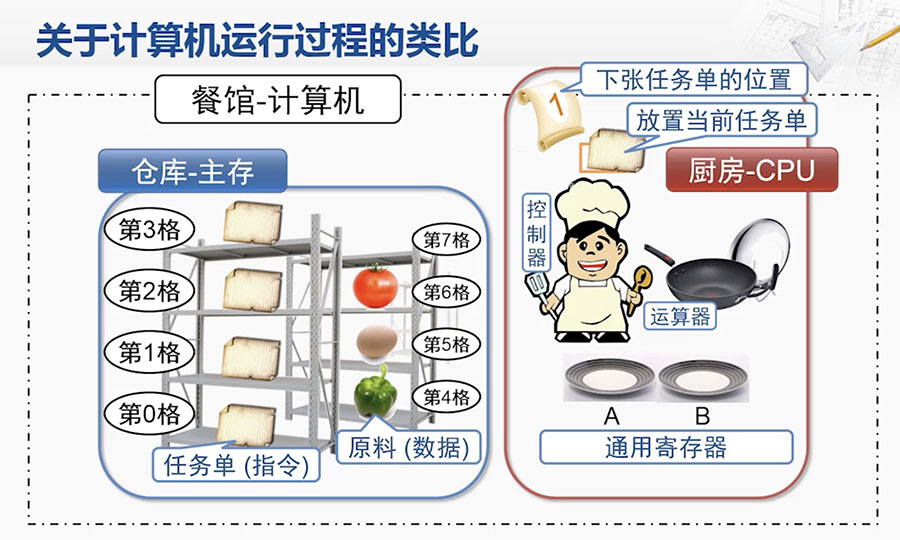 关于计算机运行过程的类比
餐馆-计算机
下张任务单的位置
1
放置当前任务单
仓库-主存
厨房-CPU
第3格
第2格
第1格
第0格
第7格
第6格
第5格
第4格
任务单 (指令)
原料 (数据)
控制器
运算器
A
B
通用寄存器